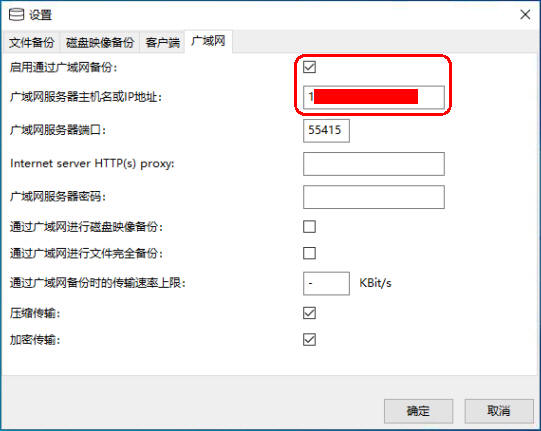 设置
文件备份 磁盘映像备份 客户端 广域网
启用通过广域网备份:
广域网服务器主机名或IP地址: 1
广域网服务器端口: 55415
Internet server HTTP(s) proxy:
广域网服务器密码:
通过广域网进行磁盘映像备份:
通过广域网进行文件完全备份:
通过广域网备份时的传输速率上限: - KBit/s
压缩传输:
加密传输:
确定 取消